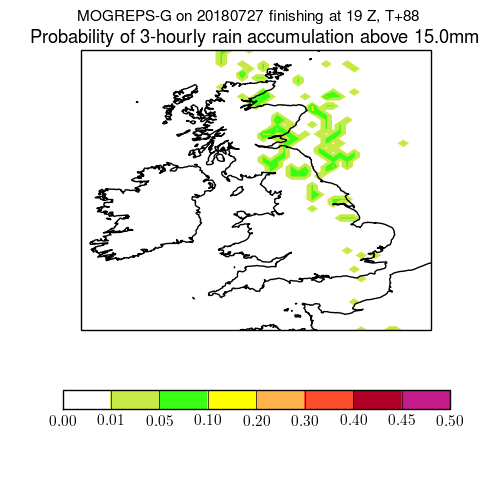 MOGREPS-G on 20180727 finishing at 19 Z, T+88
Probability of 3-hourly rain accumulation above 15.0mm
0.00 0.01 0.05 0.10 0.20 0.30 0.40 0.45 0.50